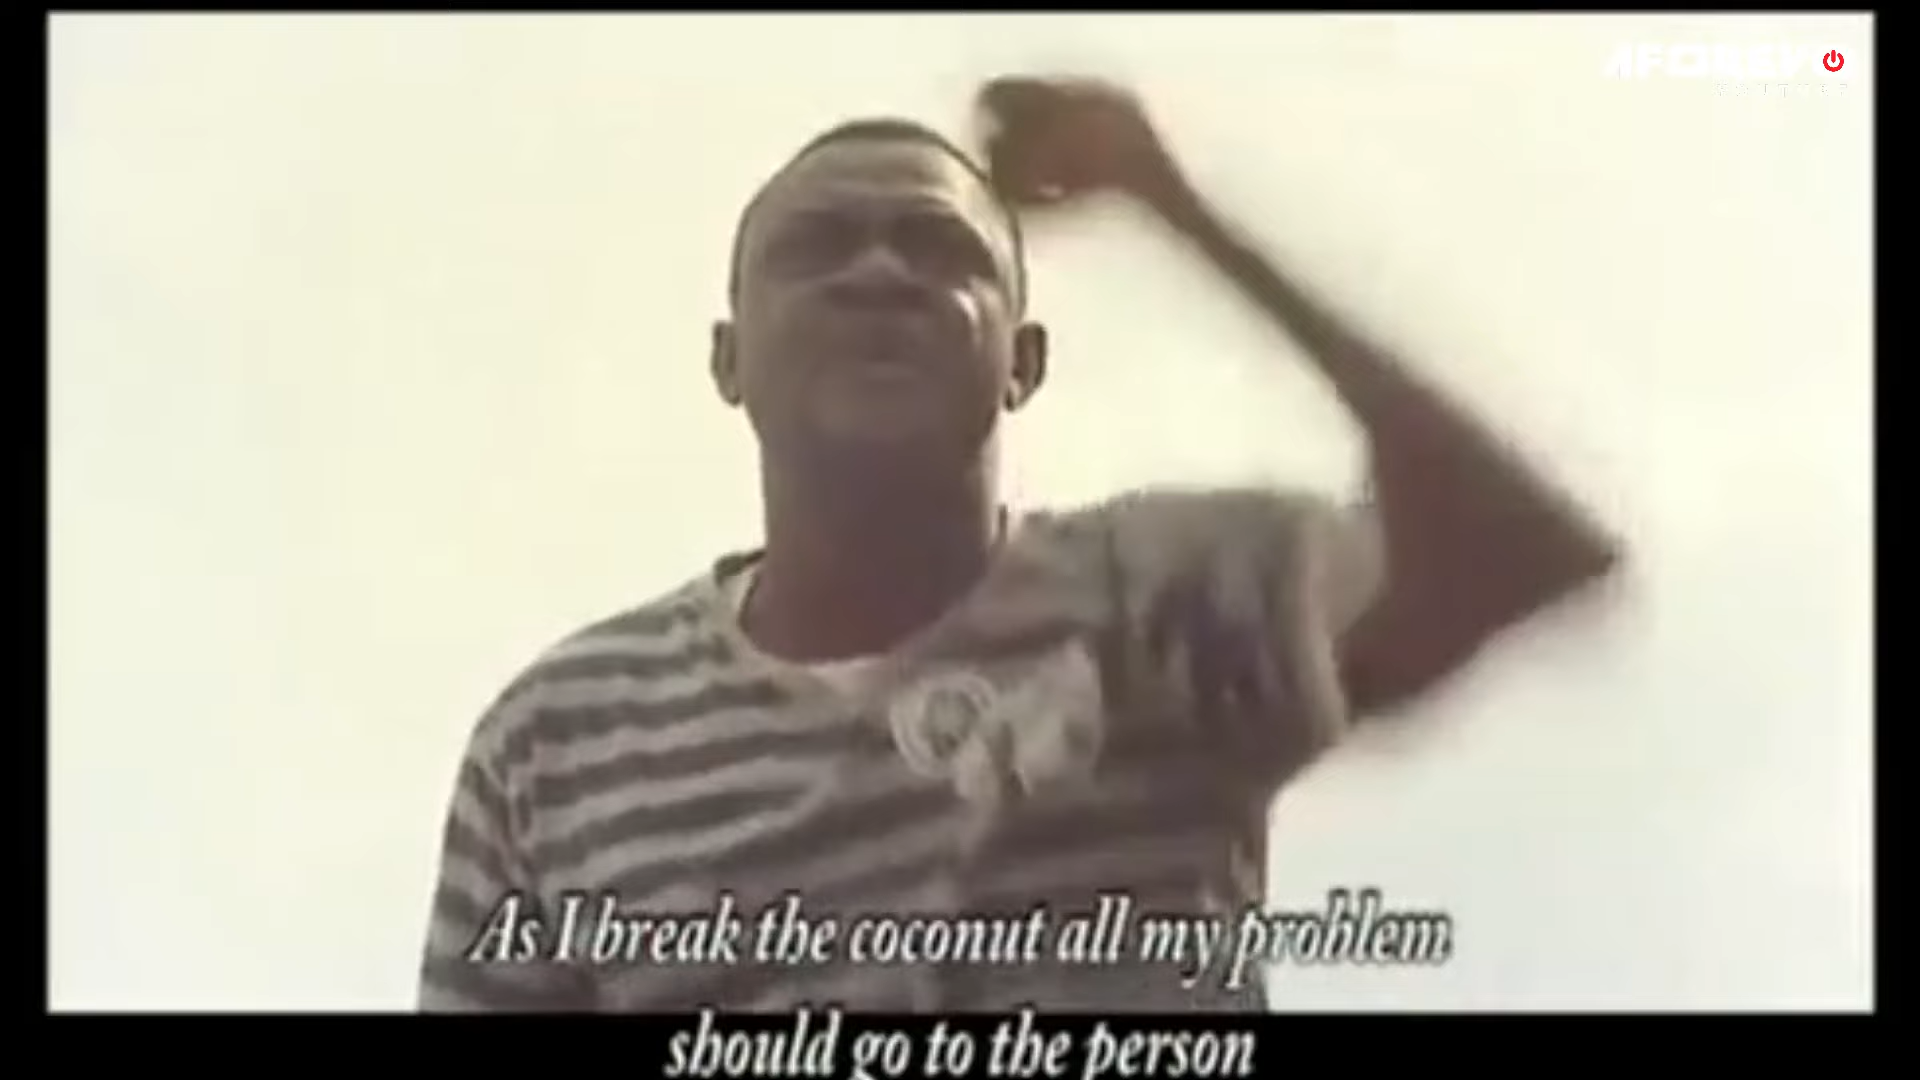 As I break the coconut all my problem
should go to the person